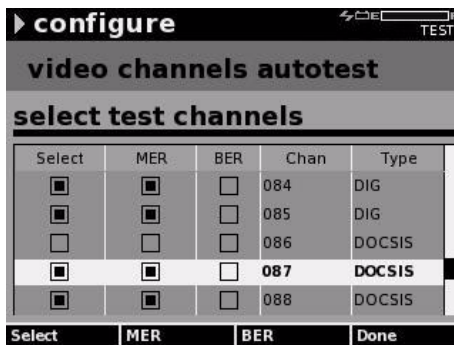 configure
E
TEST
video channels autotest
select test channels
Select MER BER Chan Type
084 DIG
085 DIG
086 DOCSIS
087 DOCSIS
088 DOCSIS
Select MER BER Done